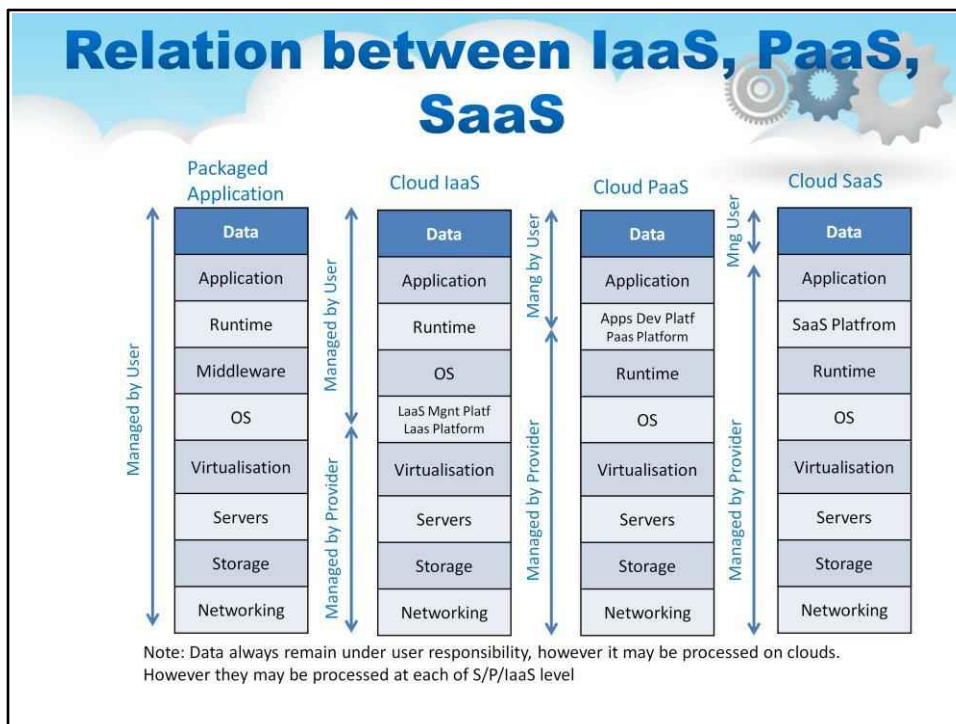 Relation between IaaS, PaaS,
SaaS
Packaged
Application
Managed by User
Data
Application
Runtime
Middleware
OS
Virtualisation
Servers
Storage
Networking
Cloud IaaS
Managed by User
Managed by Provider
Data
Application
Runtime
OS
LaaS Mgnt Platf
Laas Platform
Virtualisation
Servers
Storage
Networking
Cloud PaaS
Mang by User
Managed by Provider
Data
Application
Apps Dev Platf
Paas Platform
Runtime
OS
Virtualisation
Servers
Storage
Networking
Cloud SaaS
Mng User
Managed by Provider
Data
Application
SaaS Platfrom
Runtime
OS
Virtualisation
Servers
Storage
Networking
Note: Data always remain under user responsibility, however it may be processed on clouds.
However they may be processed at each of S/P/IaaS level